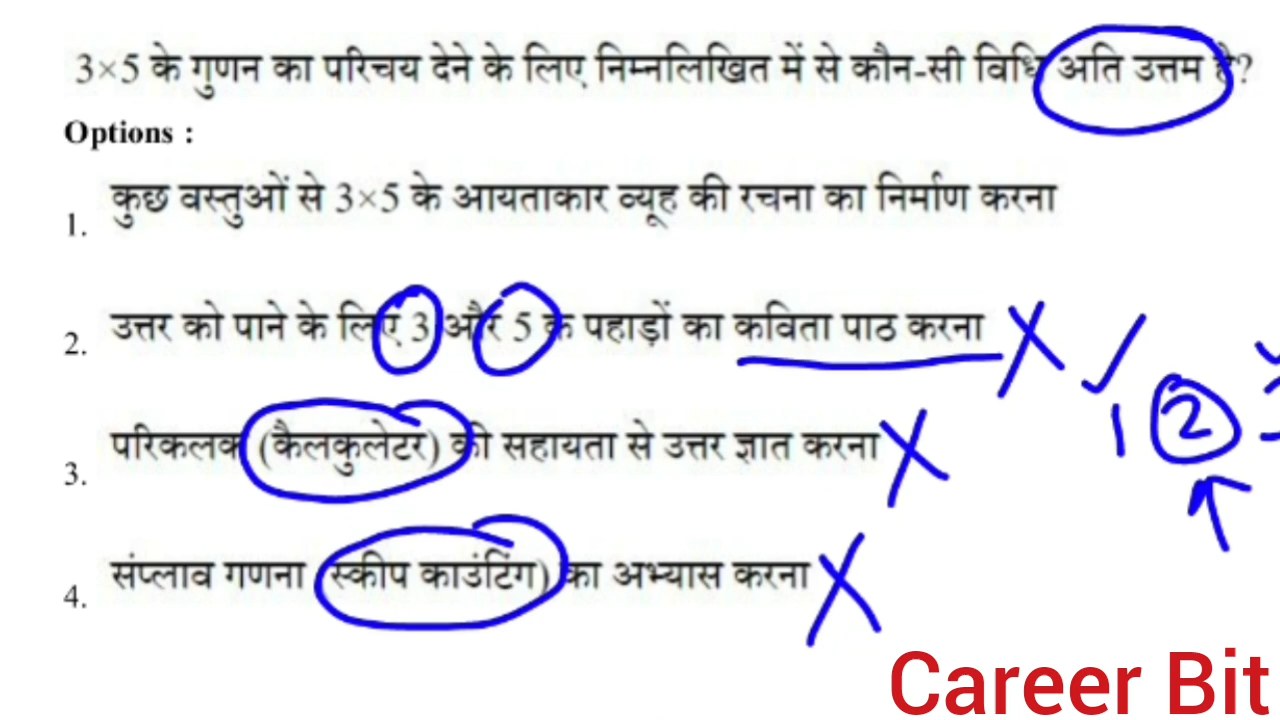 3×5 के गुणन का परिचय देने के लिए निम्नलिखित में से कौन-सी विधि अति उत्तम है?
Options :
1. कुछ वस्तुओं से 3×5 के आयताकार व्यूह की रचना का निर्माण करना
2. उत्तर को पाने के लिए 3 और 5 के पहाड़ों का कविता पाठ करना
3. परिकलक (कैलकुलेटर) की सहायता से उत्तर ज्ञात करना
4. संप्लाव गणना (स्कीप काउंटिंग) का अभ्यास करना
1 2
Career Bit